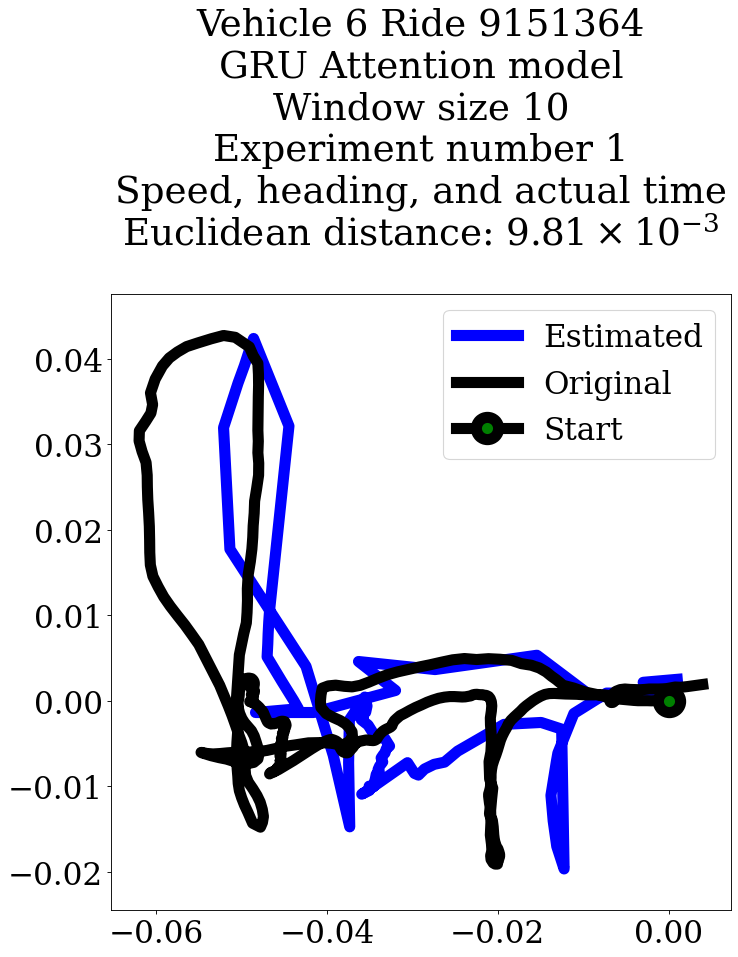 Vehicle 6 Ride 9151364
GRU Attention model
Window size 10
Experiment number 1
Speed, heading, and actual time
Euclidean distance: 9.81 × 10⁻³
Estimated
Original
Start
0.04
0.03
0.02
0.01
0.00
−0.01
−0.02
−0.06 −0.04 −0.02 0.00